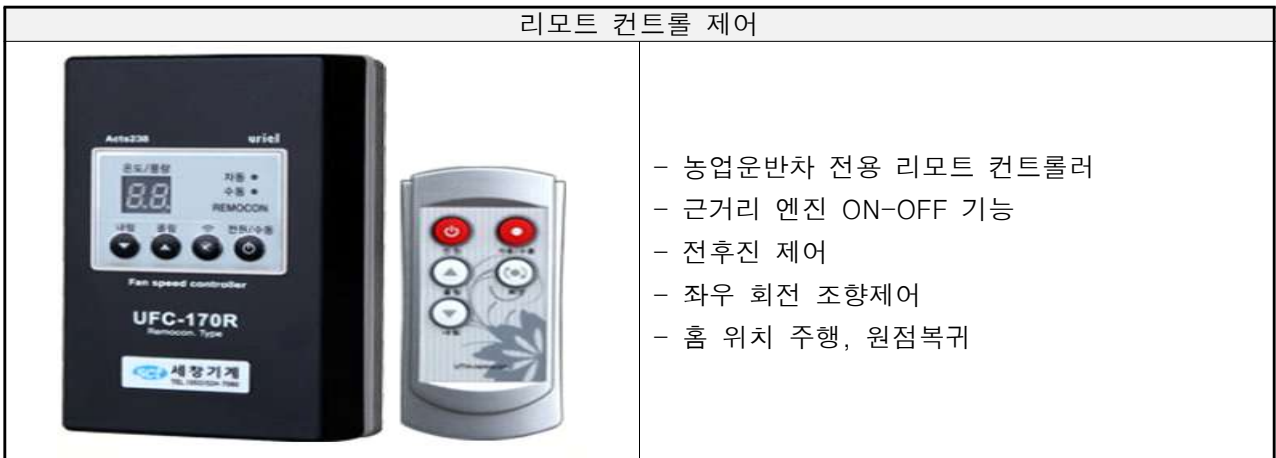 리모트 컨트롤 제어
Acts238
uriel
온도/풍량
자동
수동
REMOCON
내림 올림 전원/수동
Fan speed controller
UFC-170R
Remocon. Type
세창기계
- 농업운반차 전용 리모트 컨트롤러
- 근거리 엔진 ON-OFF 기능
- 전후진 제어
- 좌우 회전 조향제어
- 홈 위치 주행, 원점복귀